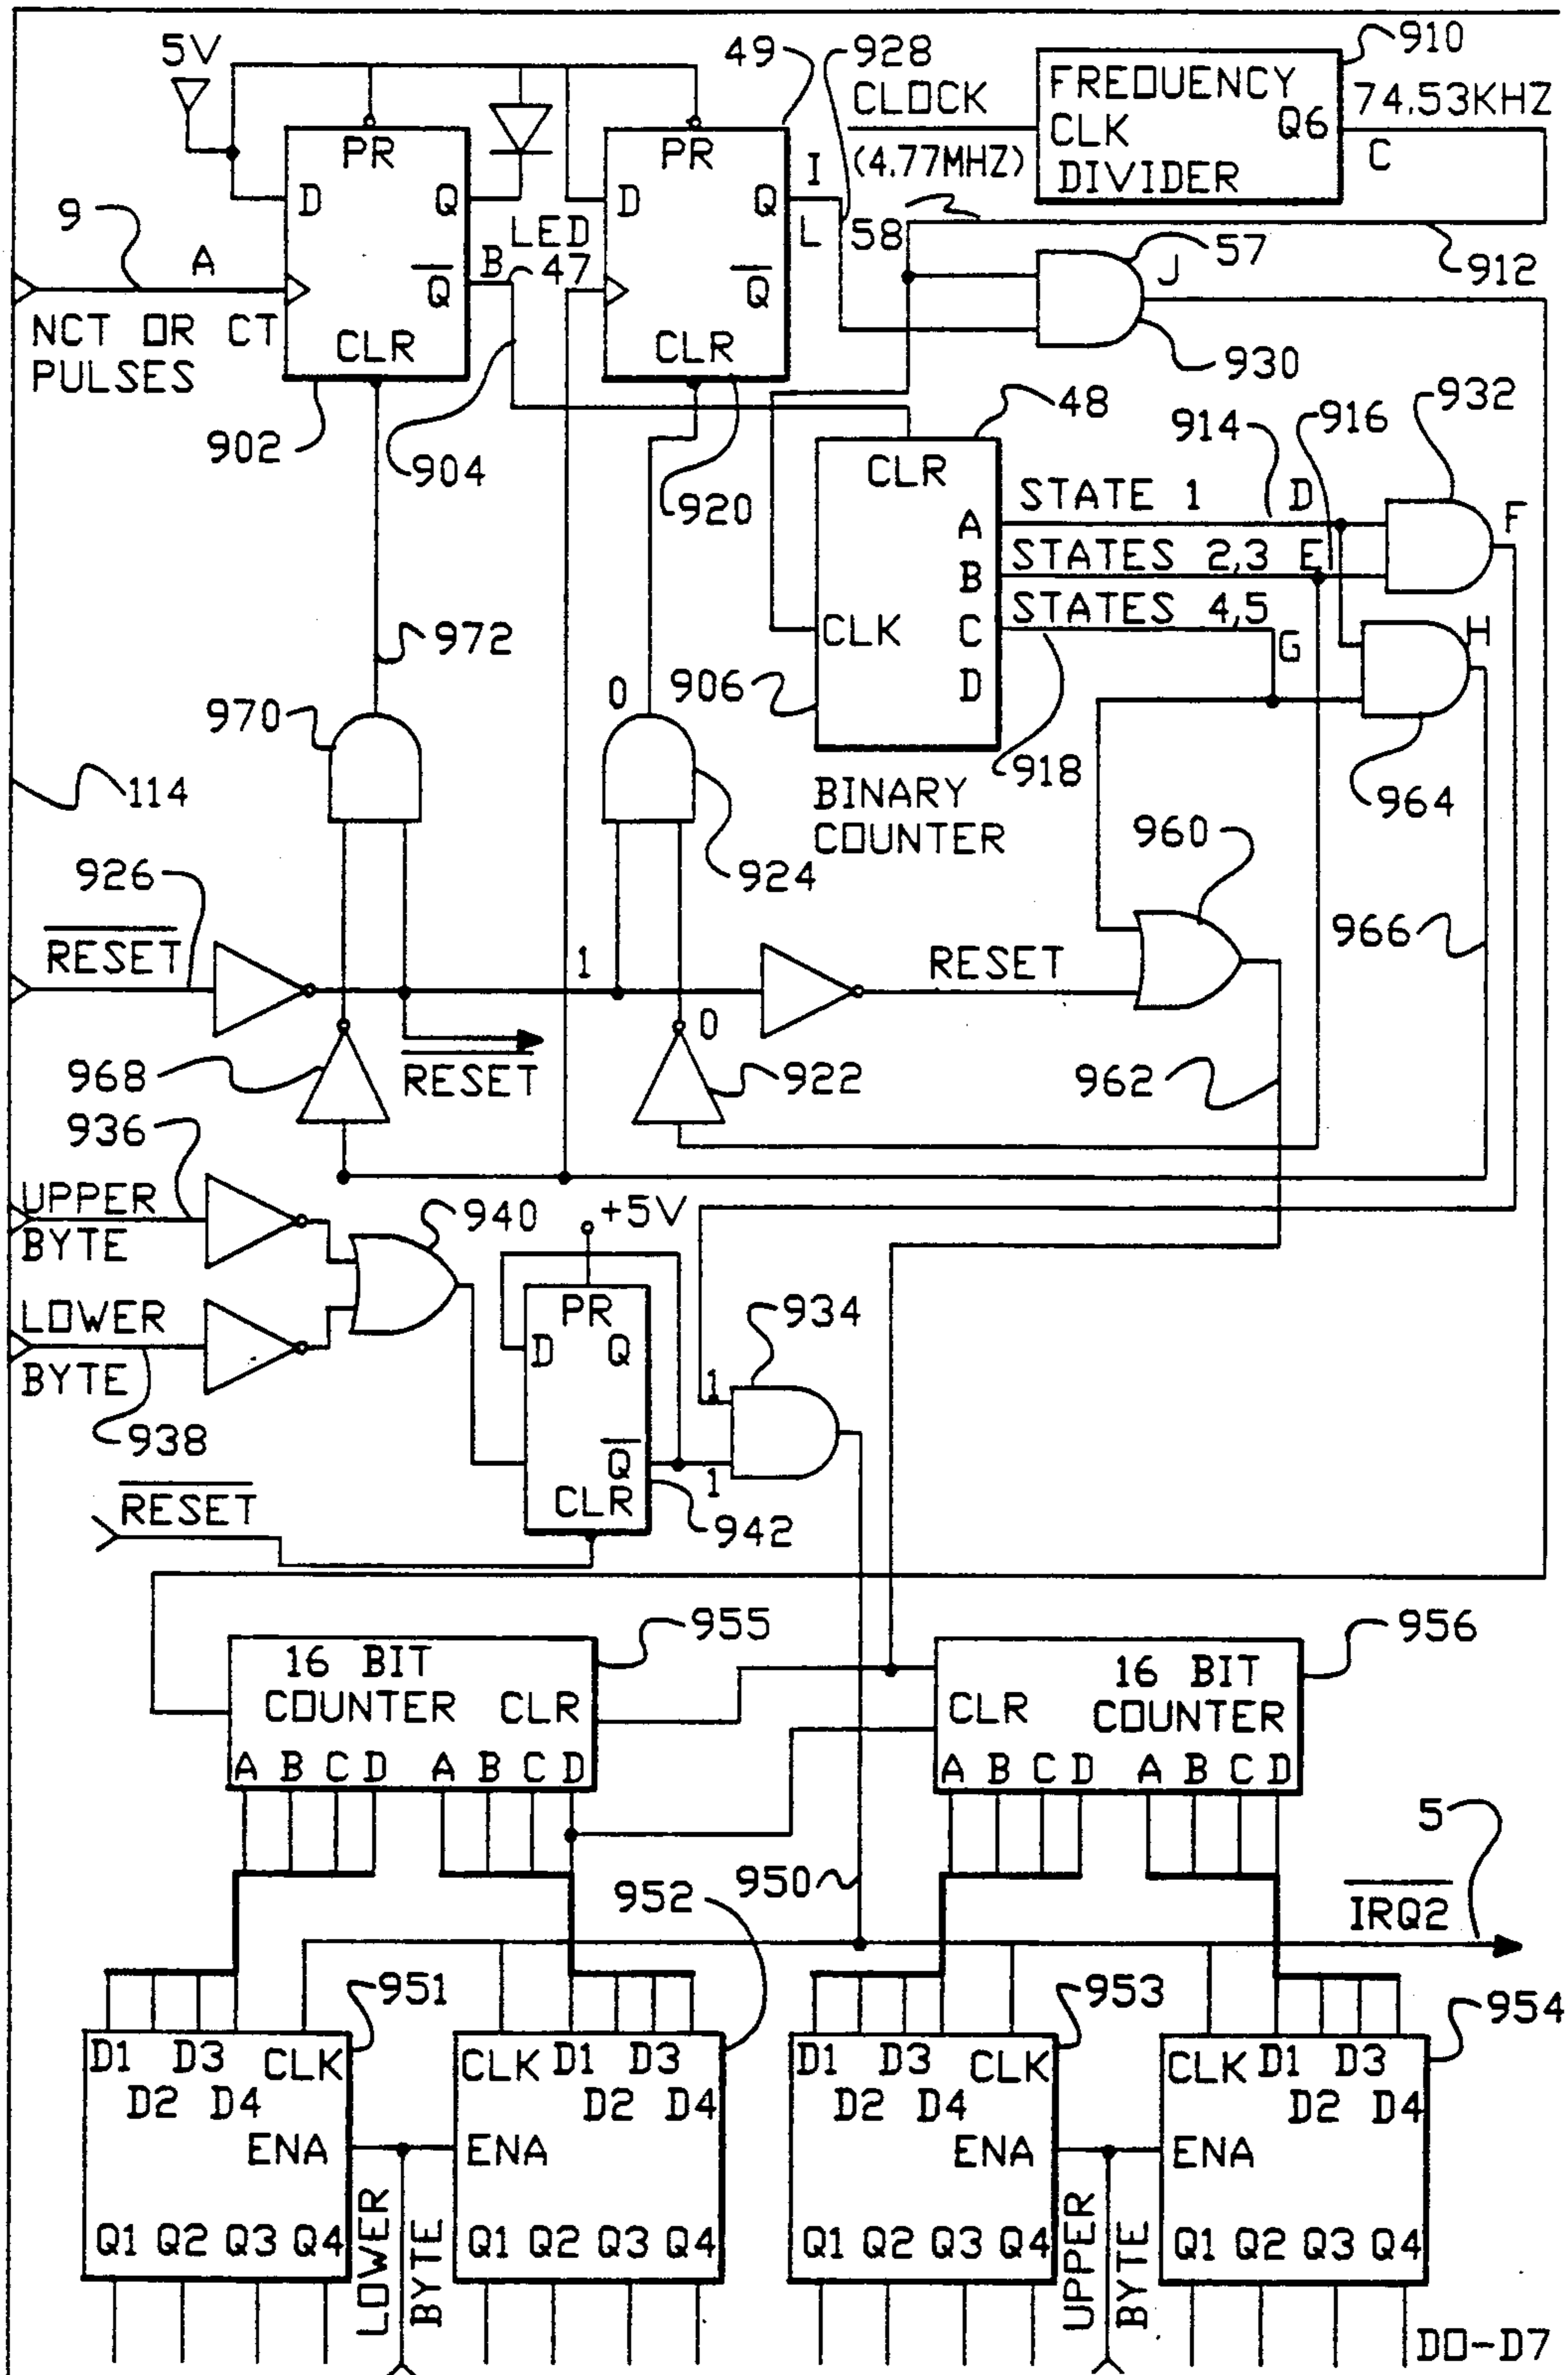 5V
49
928
910
CLOCK
(4.77MHZ)
FREQUENCY
CLK
DIVIDER
Q6
74.53KHZ
C
PR
D
Q
Q
CLR
LED
PR
D
Q
Q
CLR
I
L
58
57
J
912
930
9
A
NCT OR CT
PULSES
B
47
902
904
920
48
CLR
A
B
C
D
CLK
906
BINARY
COUNTER
914
916
932
STATE 1
D
STATES 2,3
E
STATES 4,5
G
F
H
918
964
972
970
0
924
114
960
966
926
RESET
1
RESET
0
RESET
968
922
962
936
UPPER
BYTE
940
+5V
LOWER
BYTE
938
PR
D
Q
Q
CLR
942
934
1
1
RESET
955
956
16 BIT
COUNTER
CLR
A B C D
A B C D
16 BIT
COUNTER
CLR
A B C D
A B C D
5
950
952
IRQ2
951
953
954
D1 D3 CLK
D2 D4
ENA
Q1 Q2 Q3 Q4
CLK D1 D3
D2 D4
ENA
Q1 Q2 Q3 Q4
LOWER
BYTE
D1 D3 CLK
D2 D4
ENA
Q1 Q2 Q3 Q4
CLK D1 D3
D2 D4
ENA
Q1 Q2 Q3 Q4
UPPER
BYTE
D0-D7